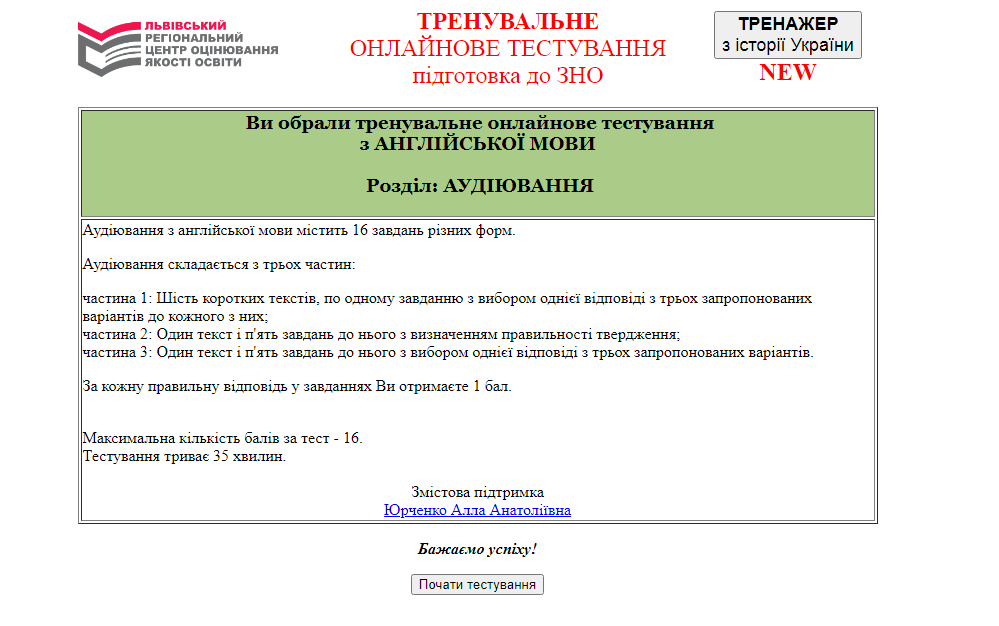 ЛЬВІВСЬКИЙ
РЕГІОНАЛЬНИЙ
ЦЕНТР ОЦІНЮВАННЯ
ЯКОСТІ ОСВІТИ
ТРЕНУВАЛЬНЕ
ОНЛАЙНОВЕ ТЕСТУВАННЯ
підготовка до ЗНО
ТРЕНАЖЕР
з історії України
NEW
Ви обрали тренувальне онлайнове тестування
з АНГЛІЙСЬКОЇ МОВИ
Розділ: АУДІЮВАННЯ
Аудіювання з англійської мови містить 16 завдань різних форм.
Аудіювання складається з трьох частин:
частина 1: Шість коротких текстів, по одному завданню з вибором однієї відповіді з трьох запропонованих
варіантів до кожного з них;
частина 2: Один текст і п'ять завдань до нього з визначенням правильності твердження;
частина 3: Один текст і п'ять завдань до нього з вибором однієї відповіді з трьох запропонованих варіантів.
За кожну правильну відповідь у завданнях Ви отримаєте 1 бал.
Максимальна кількість балів за тест - 16.
Тестування триває 35 хвилин.
Змістова підтримка
Юрченко Алла Анатоліївна
Бажаємо успіху!
Почати тестування